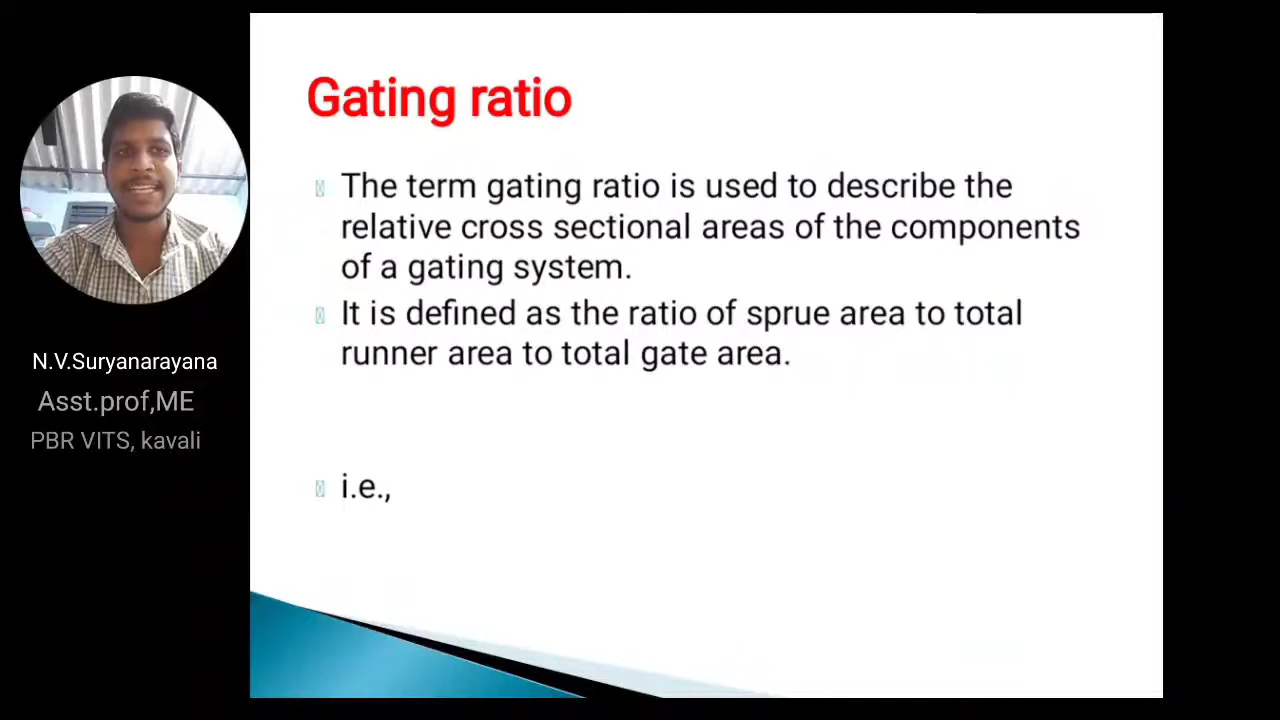 Gating ratio
The term gating ratio is used to describe the
relative cross sectional areas of the components
of a gating system.
It is defined as the ratio of sprue area to total
runner area to total gate area.
i.e.,
N.V.Suryanarayana
Asst.prof,ME
PBR VITS, kavali